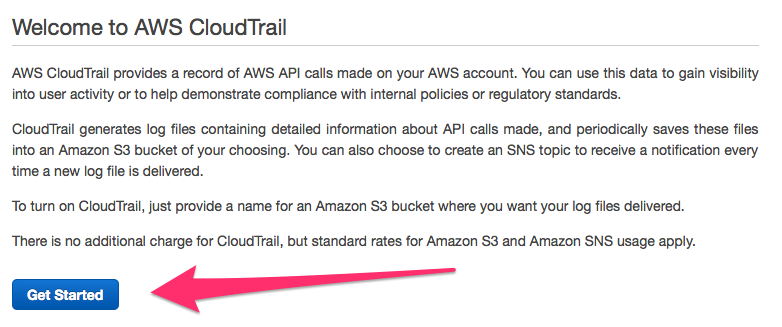 Welcome to AWS CloudTrail
AWS CloudTrail provides a record of AWS API calls made on your AWS account. You can use this data to gain visibility
into user activity or to help demonstrate compliance with internal policies or regulatory standards.
CloudTrail generates log files containing detailed information about API calls made, and periodically saves these files
into an Amazon S3 bucket of your choosing. You can also choose to create an SNS topic to receive a notification every
time a new log file is delivered.
To turn on CloudTrail, just provide a name for an Amazon S3 bucket where you want your log files delivered.
There is no additional charge for CloudTrail, but standard rates for Amazon S3 and Amazon SNS usage apply.
Get Started